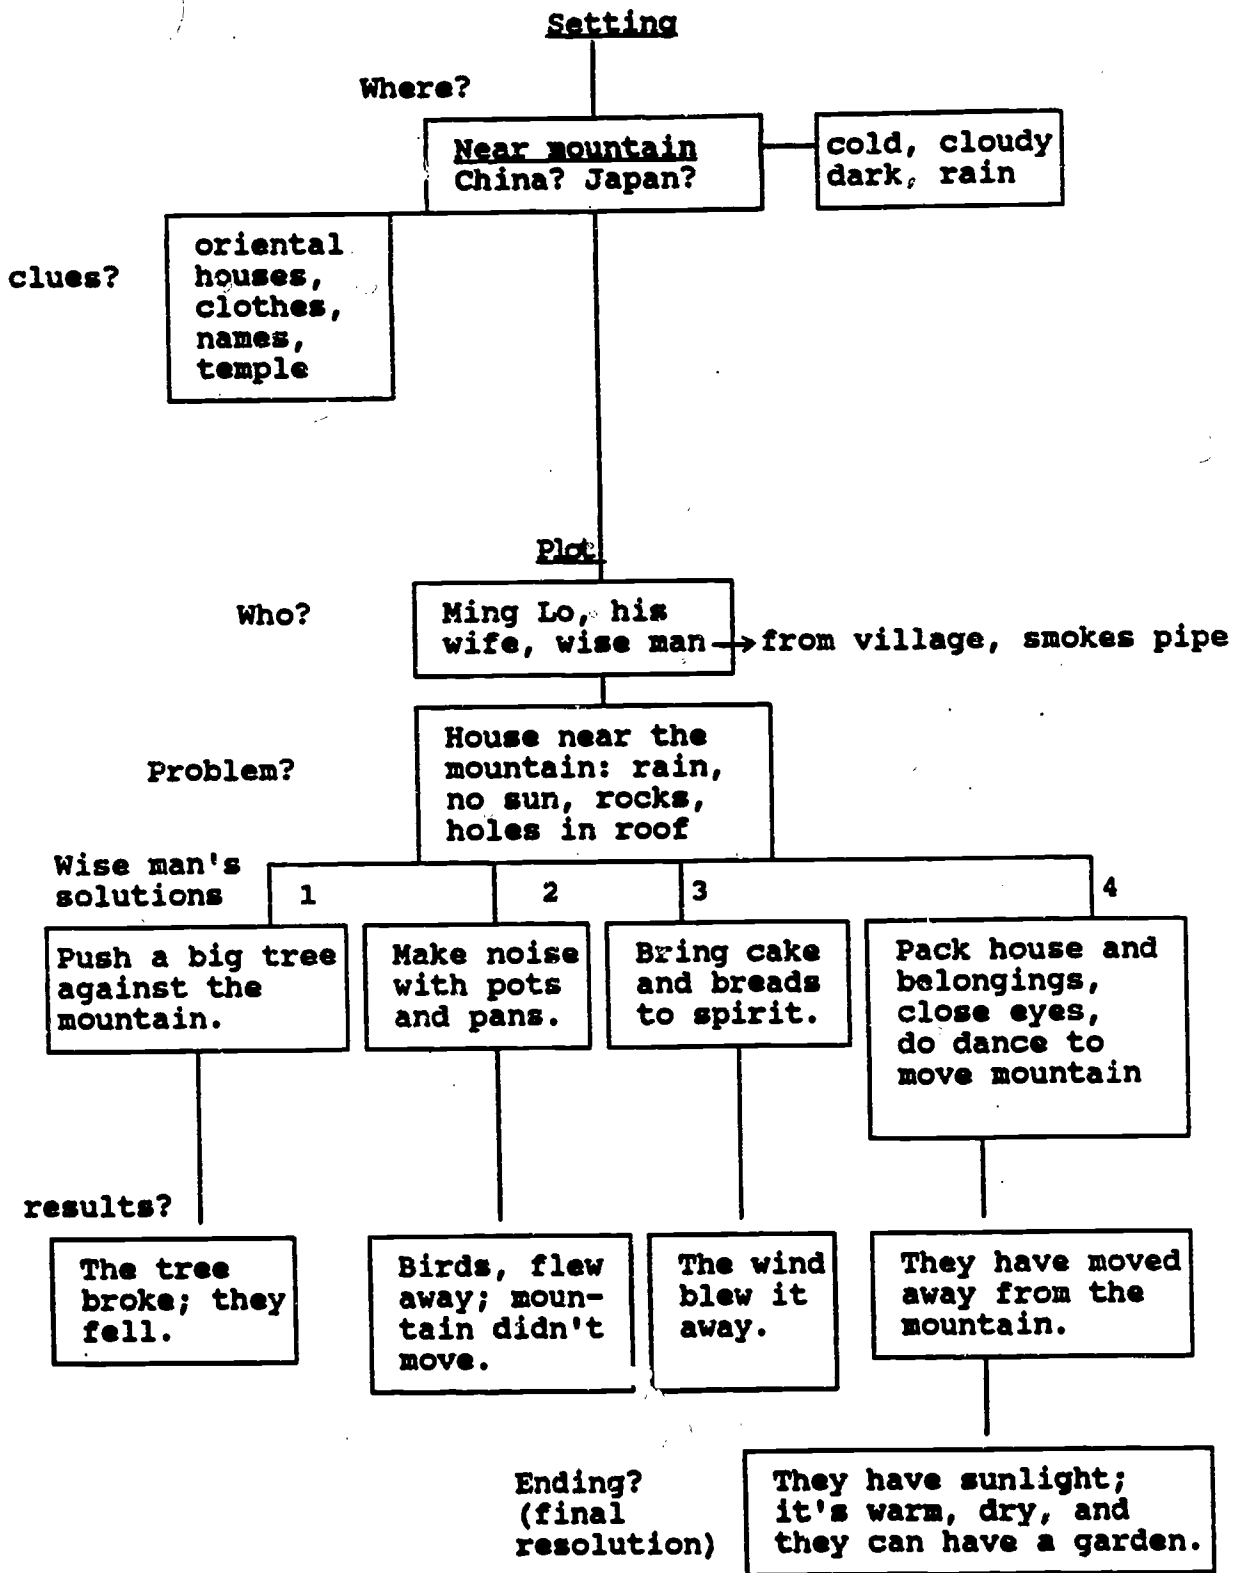 Setting
Where?
Near mountain
China? Japan?
cold, cloudy
dark, rain
clues?
oriental
houses,
clothes,
names,
temple
Plot
Who?
Ming Lo, his
wife, wise man
from village, smokes pipe
Problem?
House near the
mountain: rain,
no sun, rocks,
holes in roof
Wise man's
solutions
1
2
3
4
Push a big tree
against the
mountain.
Make noise
with pots
and pans.
Bring cake
and breads
to spirit.
Pack house and
belongings,
close eyes,
do dance to
move mountain
results?
The tree
broke; they
fell.
Birds, flew
away; moun-
tain didn't
move.
The wind
blew it
away.
They have moved
away from the
mountain.
Ending?
(final
resolution)
They have sunlight;
it's warm, dry, and
they can have a garden.